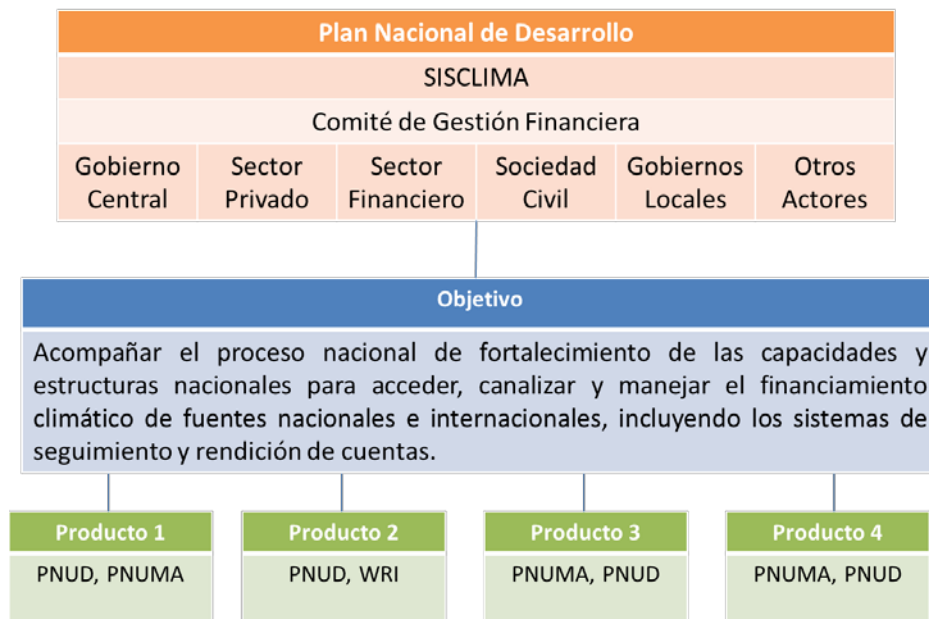 Plan Nacional de Desarrollo
SISCLIMA
Comité de Gestión Financiera
Gobierno Central
Sector Privado
Sector Financiero
Sociedad Civil
Gobiernos Locales
Otros Actores
Objetivo
Acompañar el proceso nacional de fortalecimiento de las capacidades y
estructuras nacionales para acceder, canalizar y manejar el financiamiento
climático de fuentes nacionales e internacionales, incluyendo los sistemas de
seguimiento y rendición de cuentas.
Producto 1
PNUD, PNUMA
Producto 2
PNUD, WRI
Producto 3
PNUMA, PNUD
Producto 4
PNUMA, PNUD